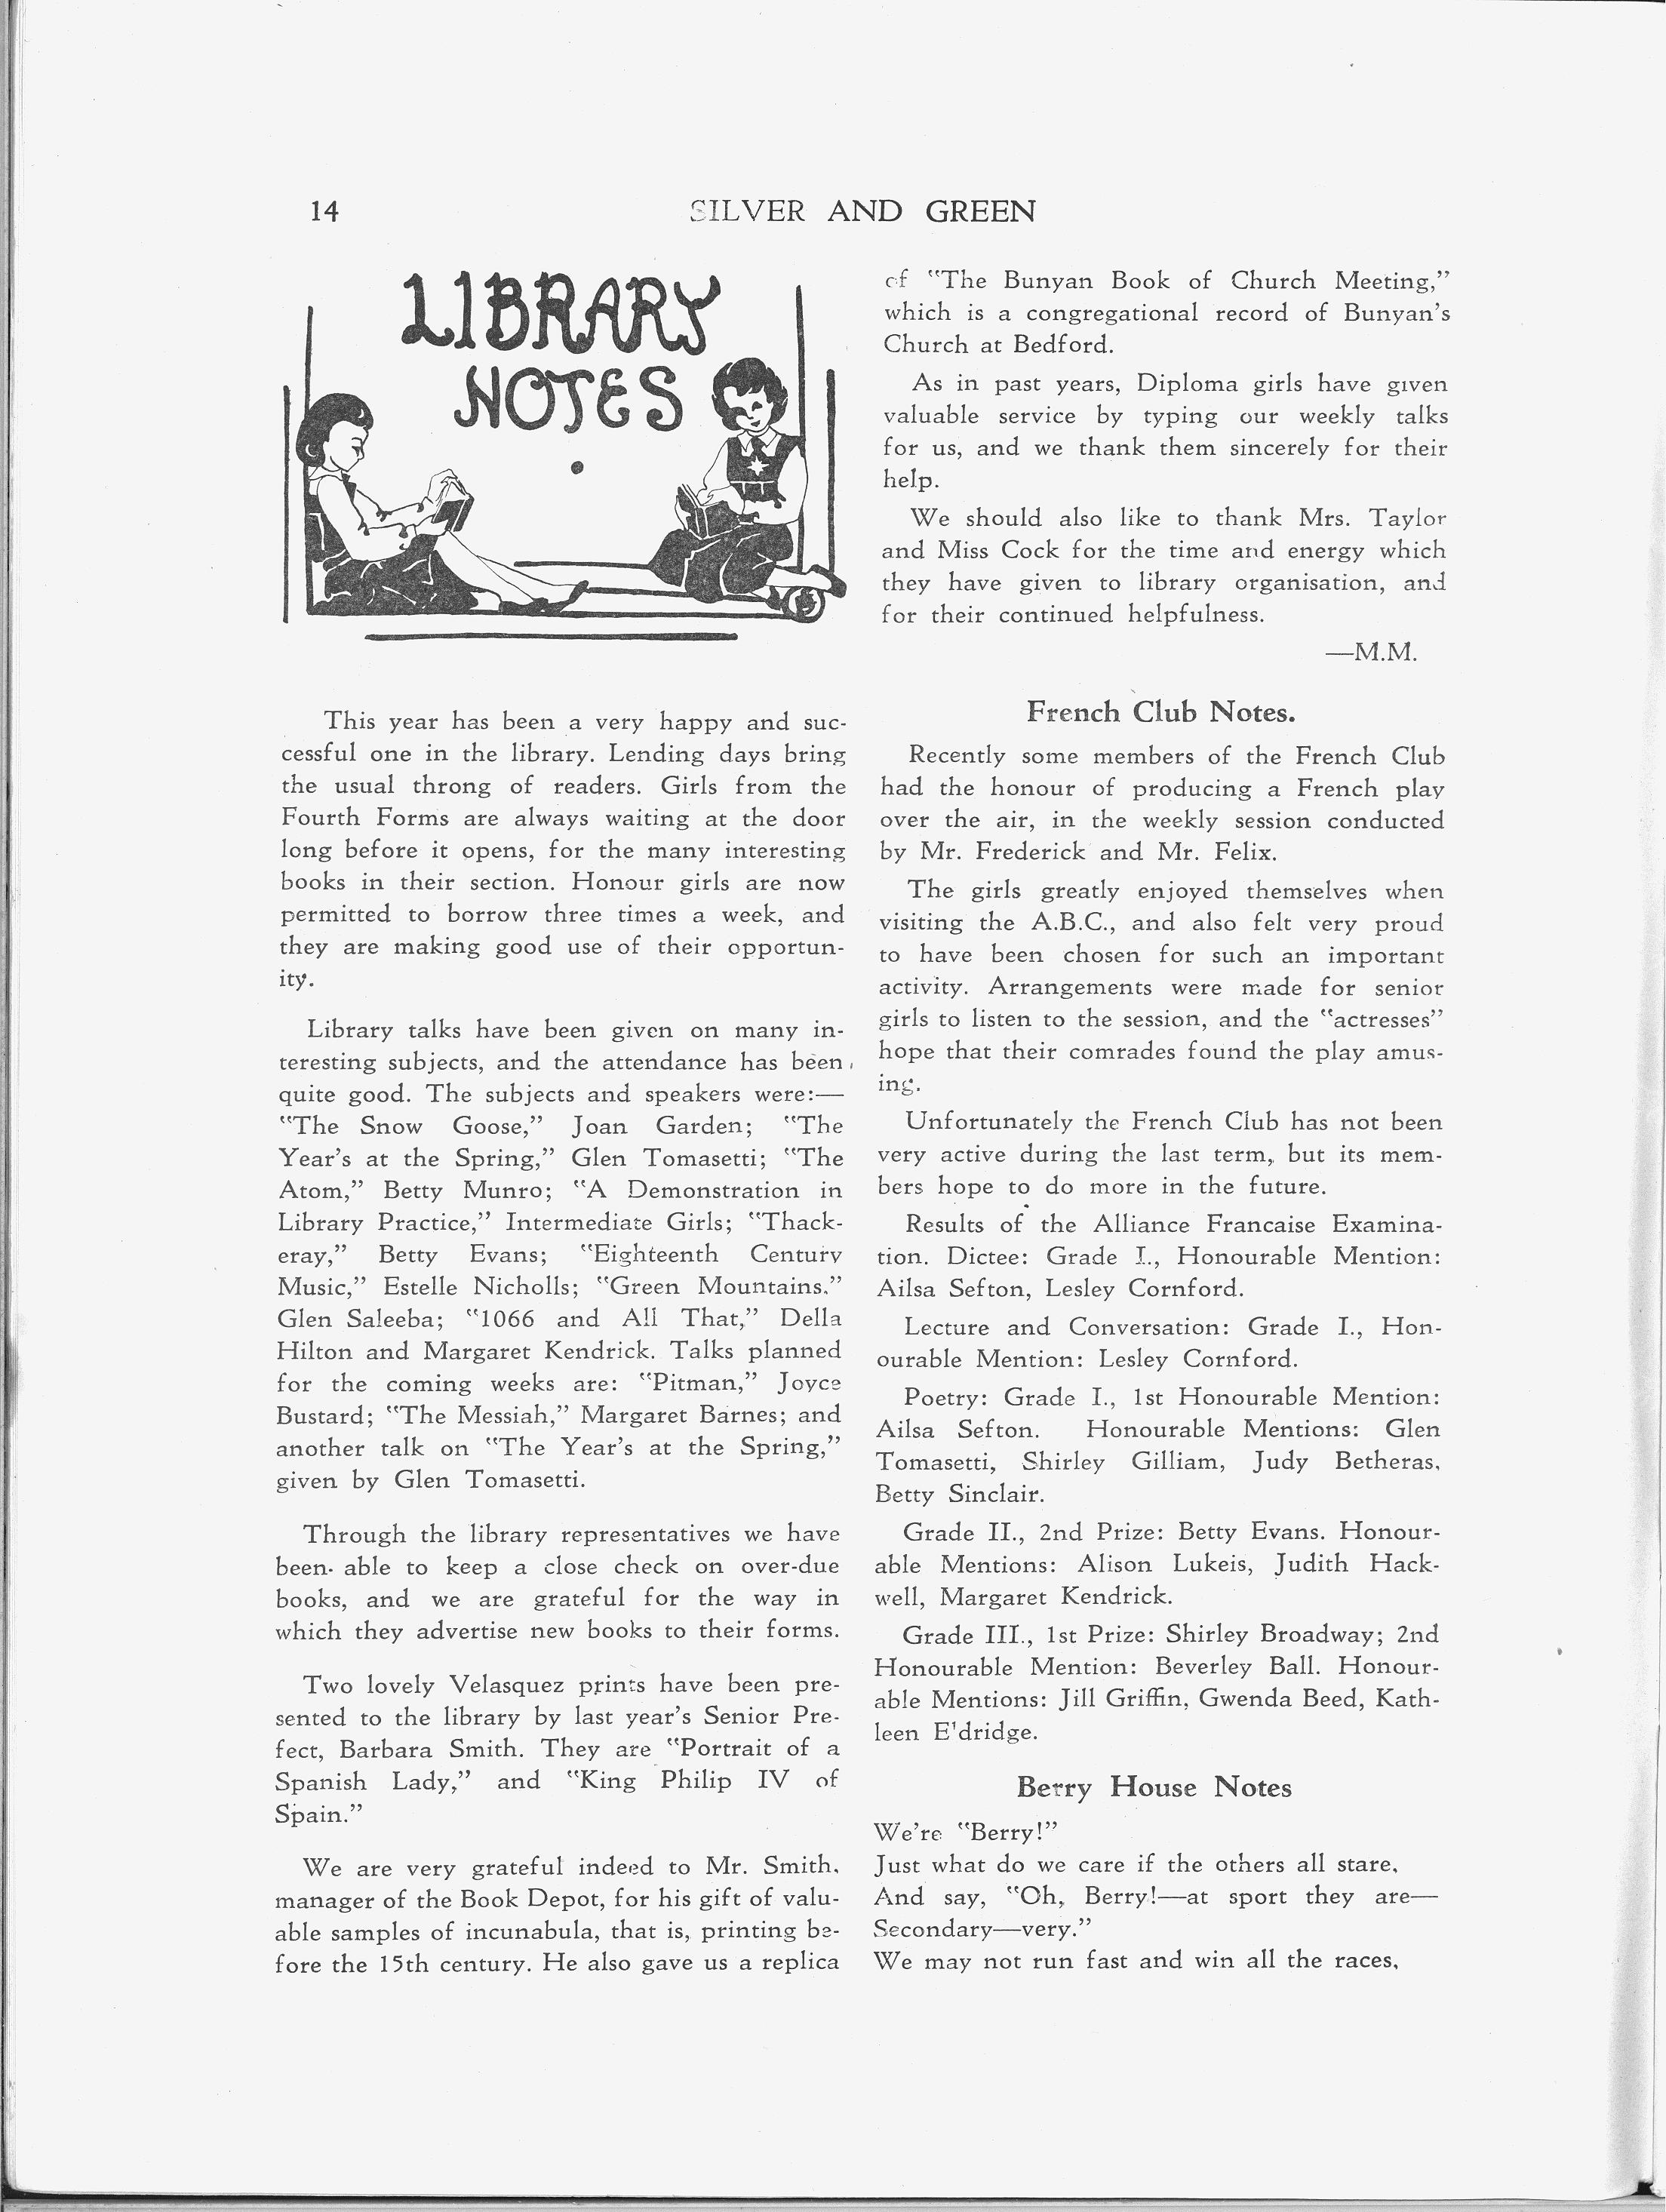 14
SILVER AND GREEN
LIBRARY
NOTES
This year has been a very happy and suc-
cessful one in the library. Lending days bring
the usual throng of readers. Girls from the
Fourth Forms are always waiting at the door
long before it opens, for the many interesting
books in their section. Honour girls are now
permitted to borrow three times a week, and
they are making good use of their opportun-
ity.
Library talks have been given on many in-
teresting subjects, and the attendance has been
quite good. The subjects and speakers were:—
"The Snow Goose," Joan Garden; "The
Year's at the Spring," Glen Tomasetti; "The
Atom," Betty Munro; "A Demonstration in
Library Practice," Intermediate Girls; "Thack-
eray," Betty Evans; "Eighteenth Century
Music," Estelle Nicholls; "Green Mountains,"
Glen Saleeba; "1066 and All That," Della
Hilton and Margaret Kendrick. Talks planned
for the coming weeks are: "Pitman," Joyce
Bustard; "The Messiah," Margaret Barnes; and
another talk on "The Year's at the Spring,"
given by Glen Tomasetti.
Through the library representatives we have
been able to keep a close check on over-due
books, and we are grateful for the way in
which they advertise new books to their forms.
Two lovely Velasquez prints have been pre-
sented to the library by last year's Senior Pre-
fect, Barbara Smith. They are "Portrait of a
Spanish Lady," and "King Philip IV of
Spain."
We are very grateful indeed to Mr. Smith,
manager of the Book Depot, for his gift of valu-
able samples of incunabula, that is, printing be-
fore the 15th century. He also gave us a replica
of "The Bunyan Book of Church Meeting,"
which is a congregational record of Bunyan's
Church at Bedford.
As in past years, Diploma girls have given
valuable service by typing our weekly talks
for us, and we thank them sincerely for their
help.
We should also like to thank Mrs. Taylor
and Miss Cock for the time and energy which
they have given to library organisation, and
for their continued helpfulness.
—M.M.
French Club Notes.
Recently some members of the French Club
had the honour of producing a French play
over the air, in the weekly session conducted
by Mr. Frederick and Mr. Felix.
The girls greatly enjoyed themselves when
visiting the A.B.C., and also felt very proud
to have been chosen for such an important
activity. Arrangements were made for senior
girls to listen to the session, and the "actresses"
hope that their comrades found the play amus-
ing.
Unfortunately the French Club has not been
very active during the last term, but its mem-
bers hope to do more in the future.
Results of the Alliance Francaise Examina-
tion. Dictee: Grade I., Honourable Mention:
Ailsa Sefton, Lesley Cornford.
Lecture and Conversation: Grade I., Hon-
ourable Mention: Lesley Cornford.
Poetry: Grade I., 1st Honourable Mention:
Ailsa Sefton. Honourable Mentions: Glen
Tomasetti, Shirley Gilliam, Judy Betheras,
Betty Sinclair.
Grade II., 2nd Prize: Betty Evans. Honour-
able Mentions: Alison Lukeis, Judith Hack-
well, Margaret Kendrick.
Grade III., 1st Prize: Shirley Broadway; 2nd
Honourable Mention: Beverley Ball. Honour-
able Mentions: Jill Griffin, Gwenda Beed, Kath-
leen E'dridge.
Berry House Notes
We're "Berry!"
Just what do we care if the others all stare,
And say, "Oh, Berry!—at sport they are—
Secondary—very."
We may not run fast and win all the races,